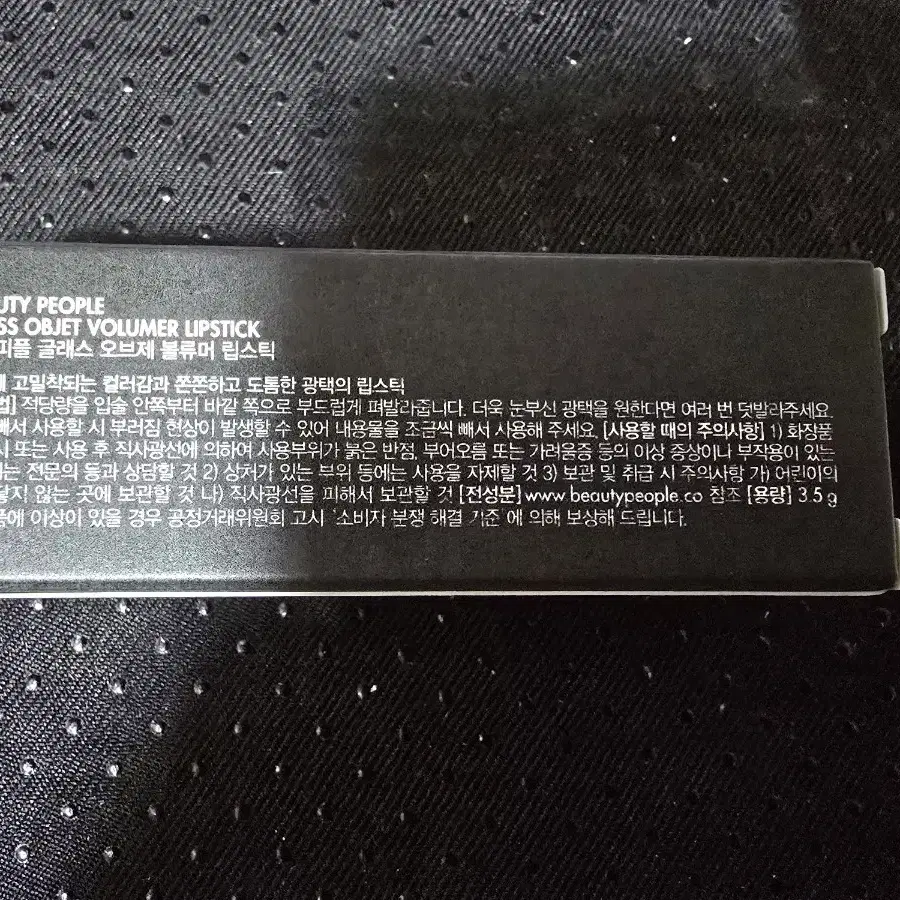 UTY PEOPLE
SS OBJET VOLUMER LIPSTICK
피플 글래스 오브제 볼류머 립스틱
고밀착되는 컬러감과 쫀쫀하고 도톰한 광택의 립스틱
법] 적당량을 입술 안쪽부터 바깥 쪽으로 부드럽게 펴발라줍니다. 더욱 눈부신 광택을 원한다면 여러 번 덧발라주세요.
빼서 사용할 시 부러짐 현상이 발생할 수 있어 내용물을 조금씩 빼서 사용해 주세요. [사용할 때의 주의사항] 1) 화장품
시 또는 사용 후 직사광선에 의하여 사용부위가 붉은 반점, 부어오름 또는 가려움증 등의 이상 증상이나 부작용이 있는
는 전문의 등과 상담할 것 2) 상처가 있는 부위 등에는 사용을 자제할 것 3) 보관 및 취급 시 주의사항 가) 어린이의
닿지 않는 곳에 보관할 것 나) 직사광선을 피해서 보관할 것 [전성분] www.beautypeople.co 참조 [용량] 3.5g
품에 이상이 있을 경우 공정거래위원회 고시 '소비자 분쟁 해결 기준'에 의해 보상해 드립니다.